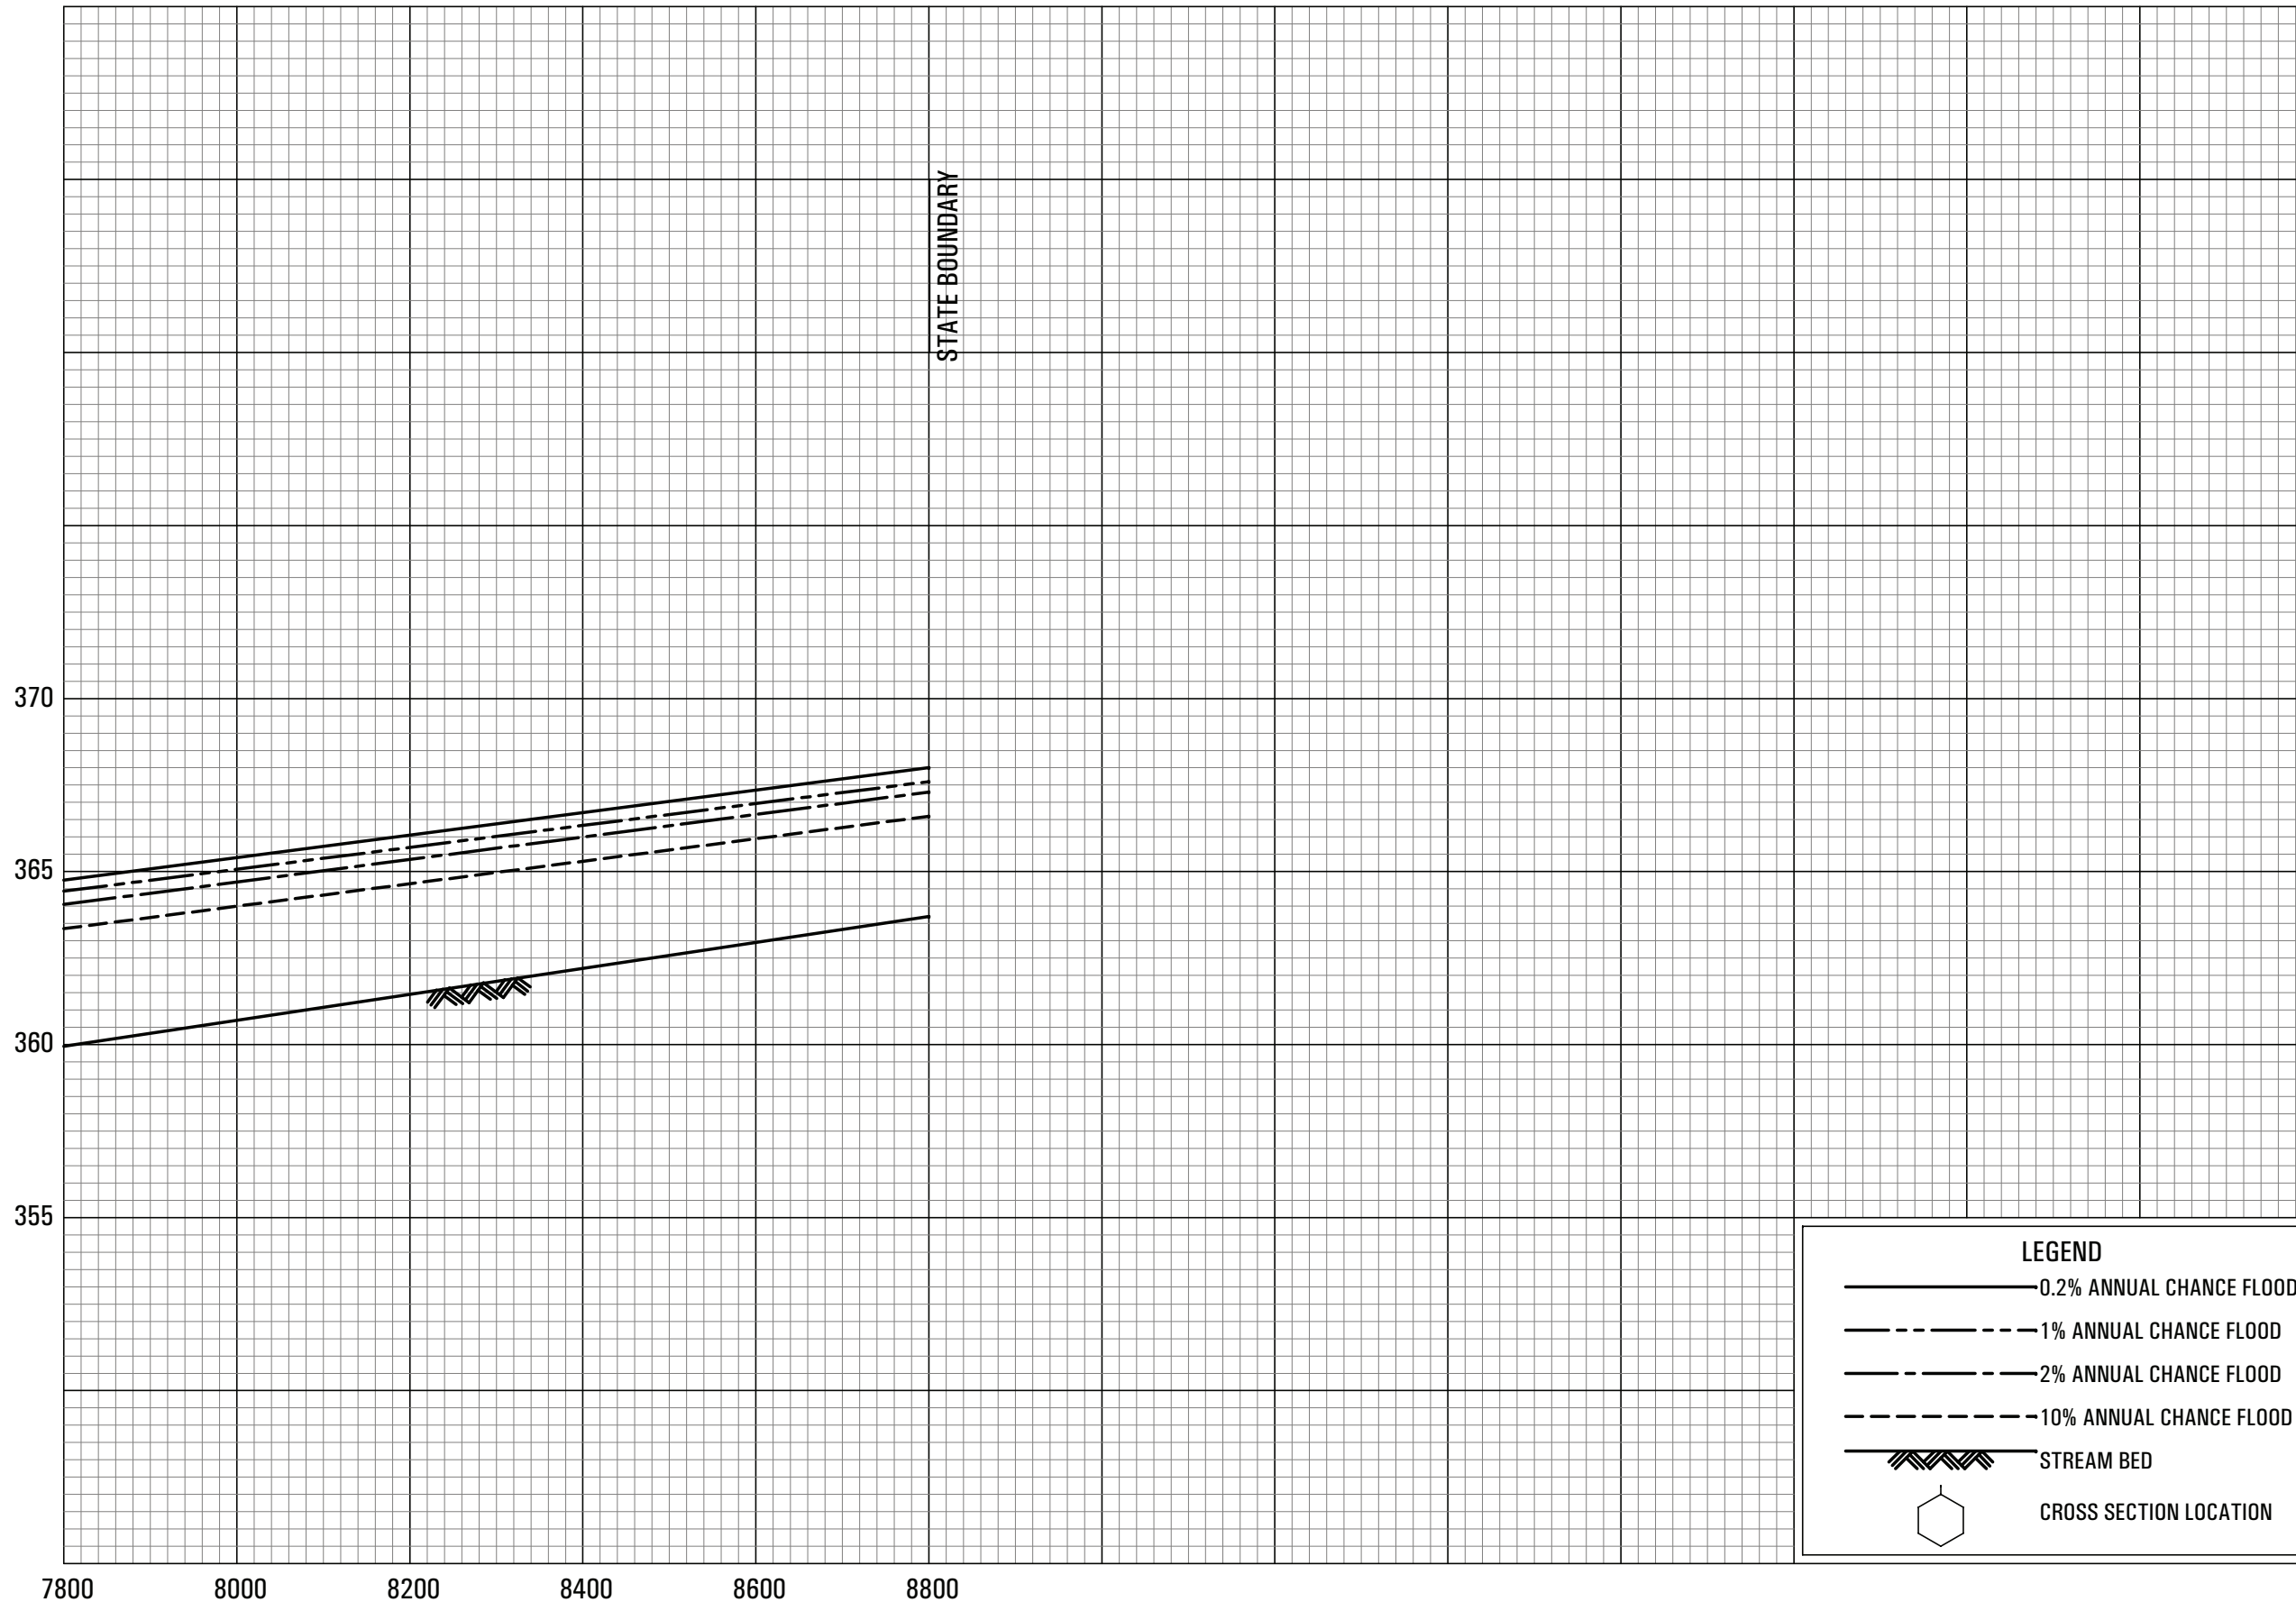 STATE BOUNDARY
370
365
360
355
LEGEND
0.2% ANNUAL CHANCE FLOOD
1% ANNUAL CHANCE FLOOD
2% ANNUAL CHANCE FLOOD
10% ANNUAL CHANCE FLOOD
STREAM BED
CROSS SECTION LOCATION
7800 8000 8200 8400 8600 8800